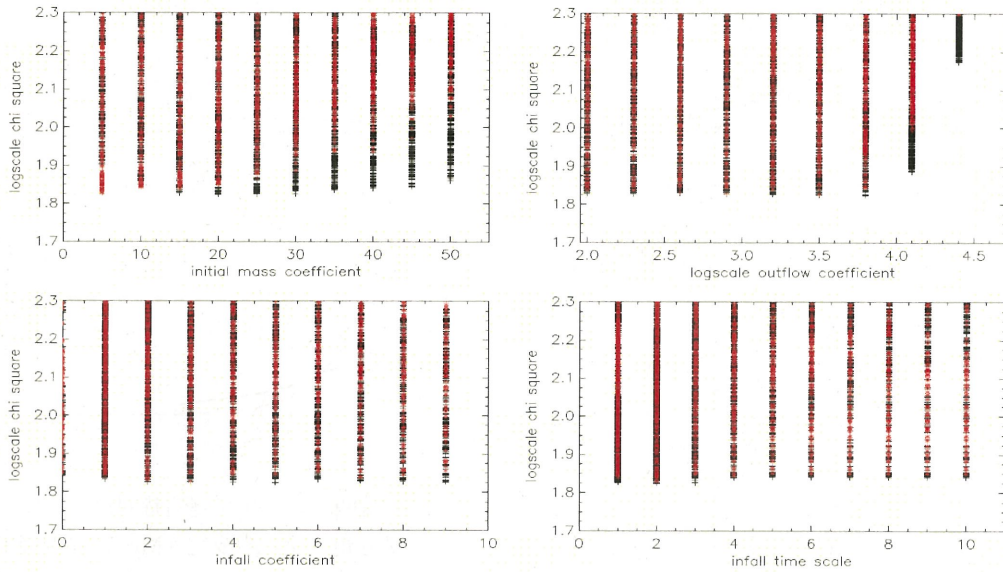 2.3
2.2
2.1
2.0
1.9
1.8
1.7
logscale chi square
0 10 20 30 40 50
initial mass coefficient
2.3
2.2
2.1
2.0
1.9
1.8
1.7
logscale chi square
2.0 2.5 3.0 3.5 4.0 4.5
logscale outflow coefficient
2.3
2.2
2.1
2.0
1.9
1.8
1.7
logscale chi square
0 2 4 6 8 10
infall coefficient
2.3
2.2
2.1
2.0
1.9
1.8
1.7
logscale chi square
0 2 4 6 8 10
infall time scale